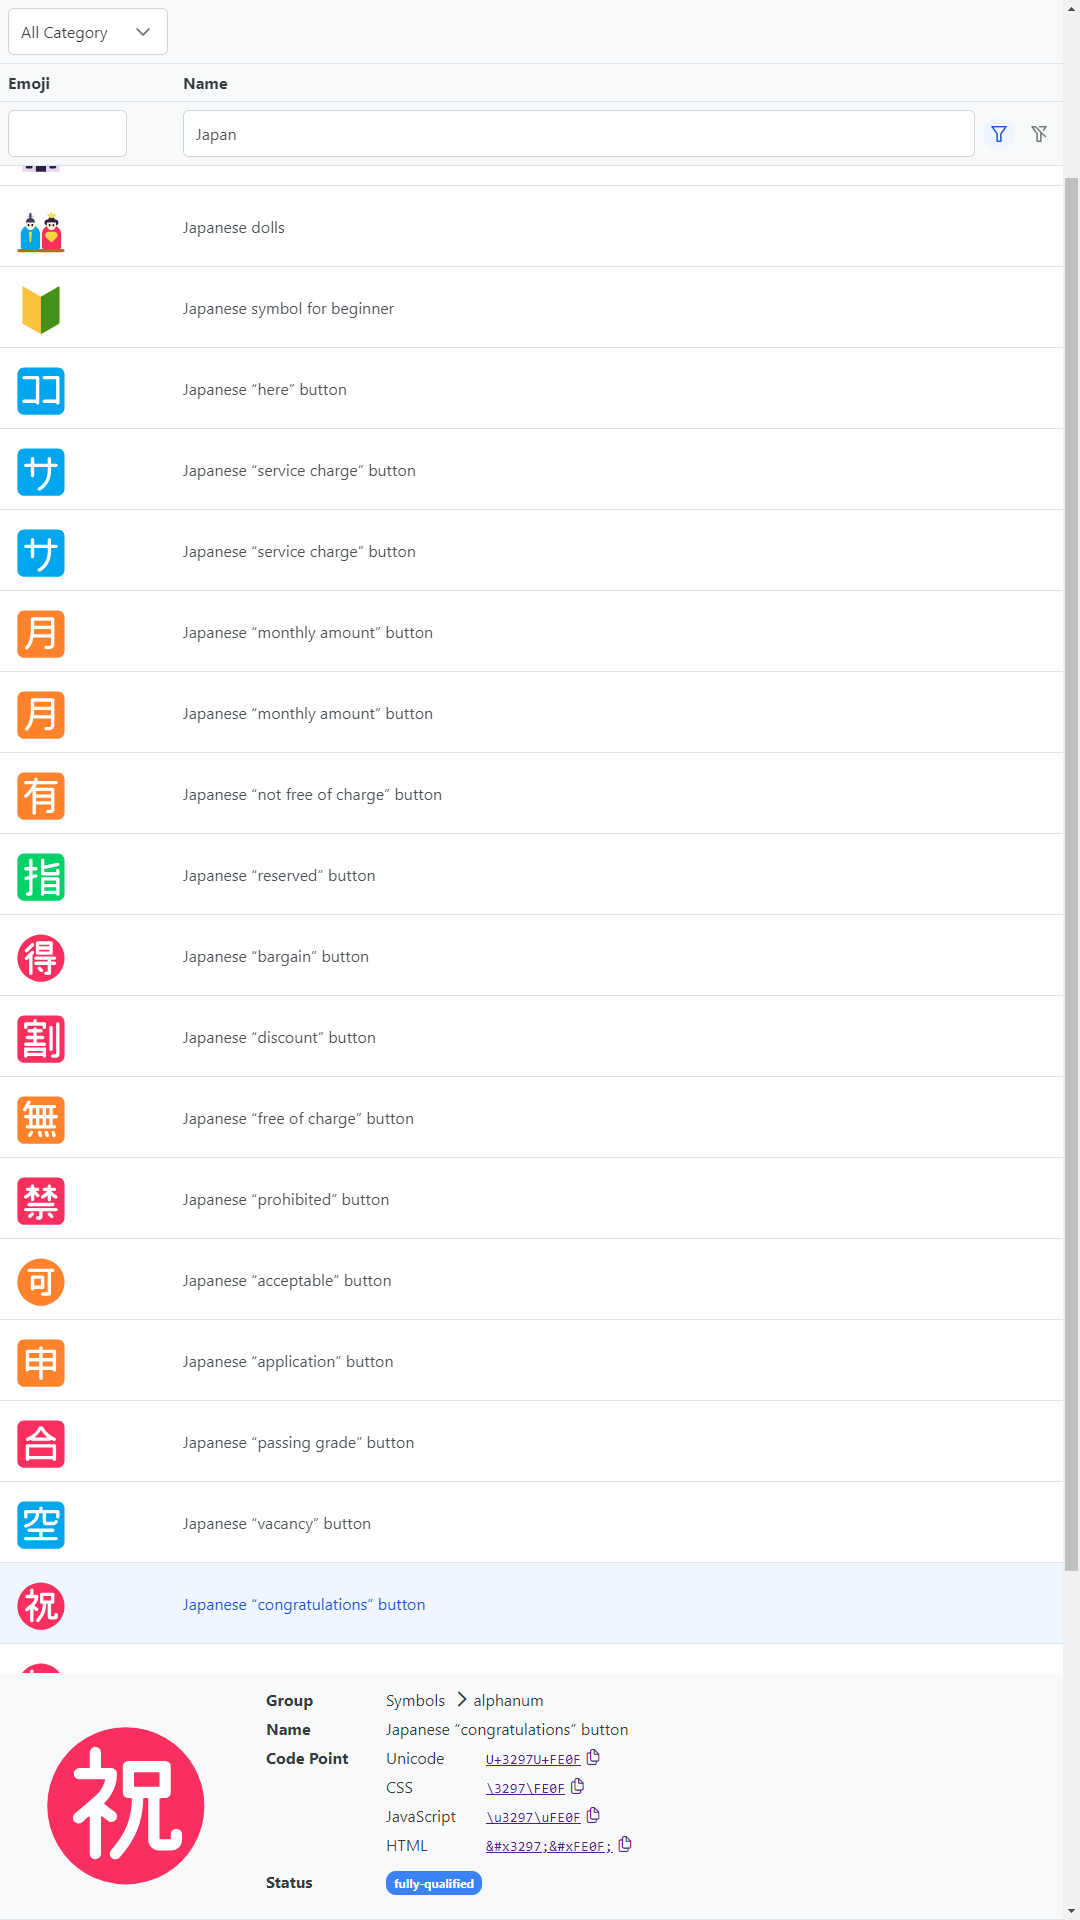 All Category
Emoji Name
Japan
Japanese dolls
Japanese symbol for beginner
ココ Japanese “here” button
サ Japanese “service charge” button
サ Japanese “service charge” button
月 Japanese “monthly amount” button
月 Japanese “monthly amount” button
有 Japanese “not free of charge” button
指 Japanese “reserved” button
得 Japanese “bargain” button
割 Japanese “discount” button
無 Japanese “free of charge” button
禁 Japanese “prohibited” button
可 Japanese “acceptable” button
申 Japanese “application” button
合 Japanese “passing grade” button
空 Japanese “vacancy” button
祝 Japanese “congratulations” button
祝
Group Symbols alphanum
Name Japanese “congratulations” button
Code Point Unicode U+3297U+FE0F
CSS \3297\FE0F
JavaScript \u3297\uFE0F
HTML &#x3297;&#xFE0F;
Status fully-qualified